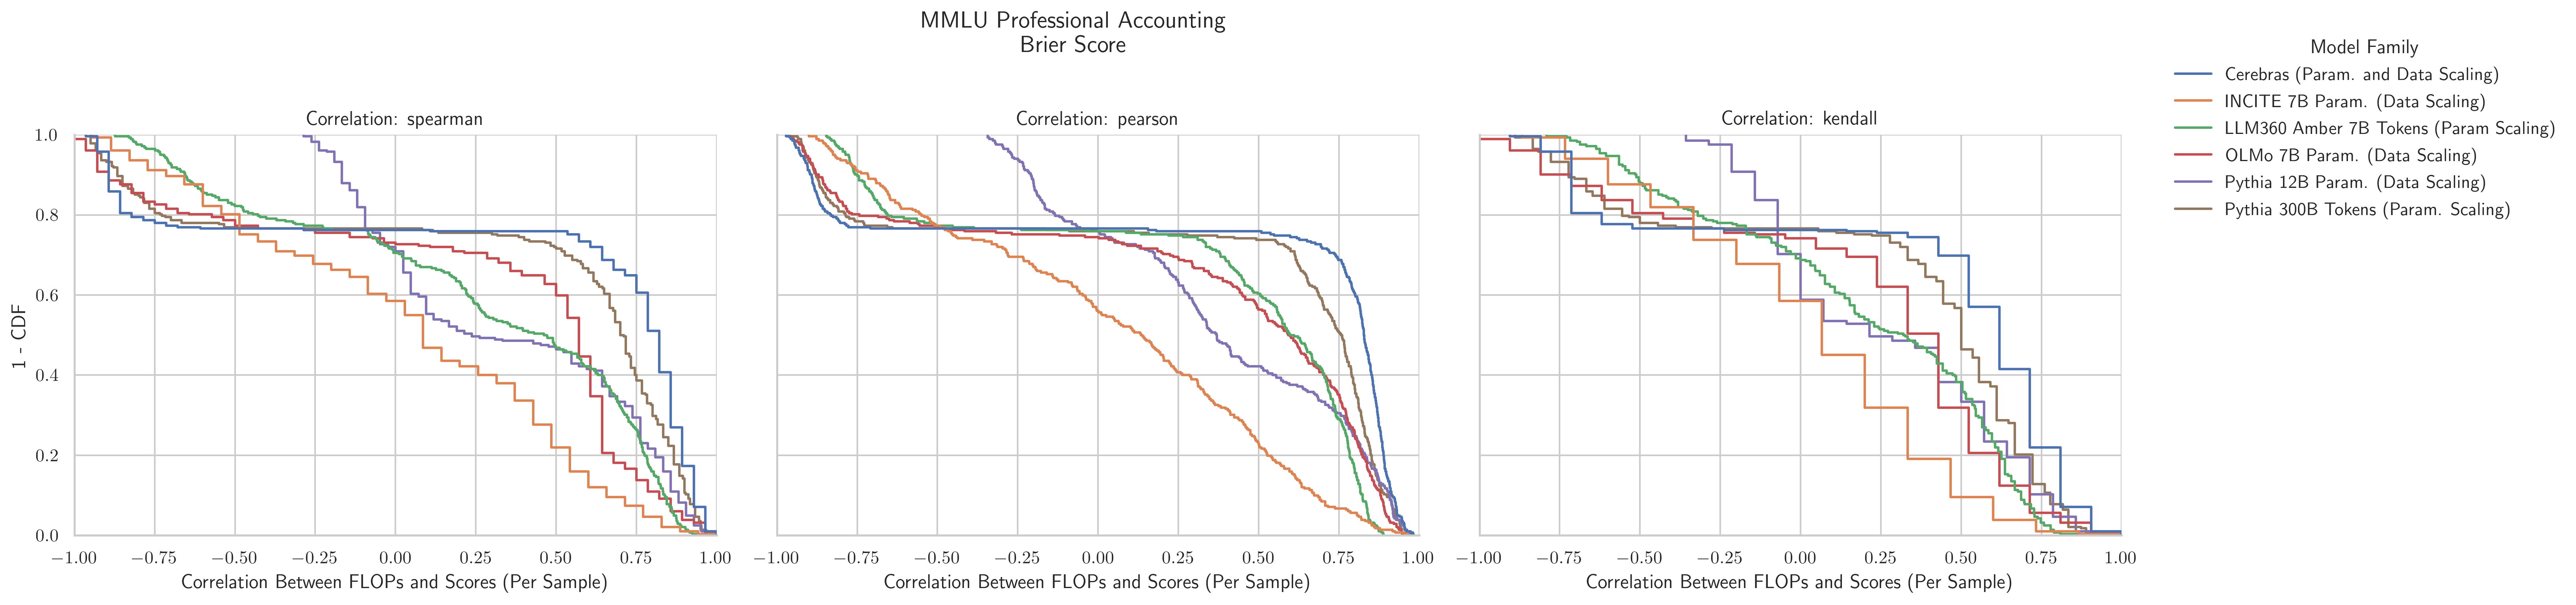 MMLU Professional Accounting
Brier Score
Model Family
Cerebras (Param. and Data Scaling)
INCITE 7B Param. (Data Scaling)
LLM360 Amber 7B Tokens (Param Scaling)
OLMo 7B Param. (Data Scaling)
Pythia 12B Param. (Data Scaling)
Pythia 300B Tokens (Param. Scaling)
Correlation: spearman
Correlation: pearson
Correlation: kendall
1 - CDF
1.0
0.8
0.6
0.4
0.2
0.0
−1.00 −0.75 −0.50 −0.25 0.00 0.25 0.50 0.75 1.00
−1.00 −0.75 −0.50 −0.25 0.00 0.25 0.50 0.75 1.00
−1.00 −0.75 −0.50 −0.25 0.00 0.25 0.50 0.75 1.00
Correlation Between FLOPs and Scores (Per Sample)
Correlation Between FLOPs and Scores (Per Sample)
Correlation Between FLOPs and Scores (Per Sample)